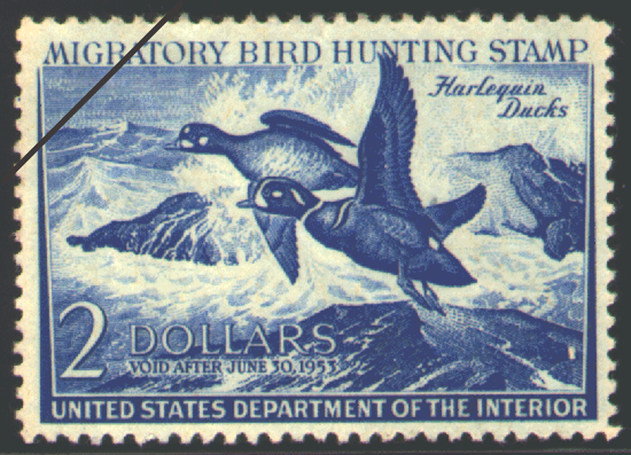 MIGRATORY BIRD HUNTING STAMP
Harlequin
Ducks
2 DOLLARS
VOID AFTER JUNE 30, 1953
UNITED STATES DEPARTMENT OF THE INTERIOR